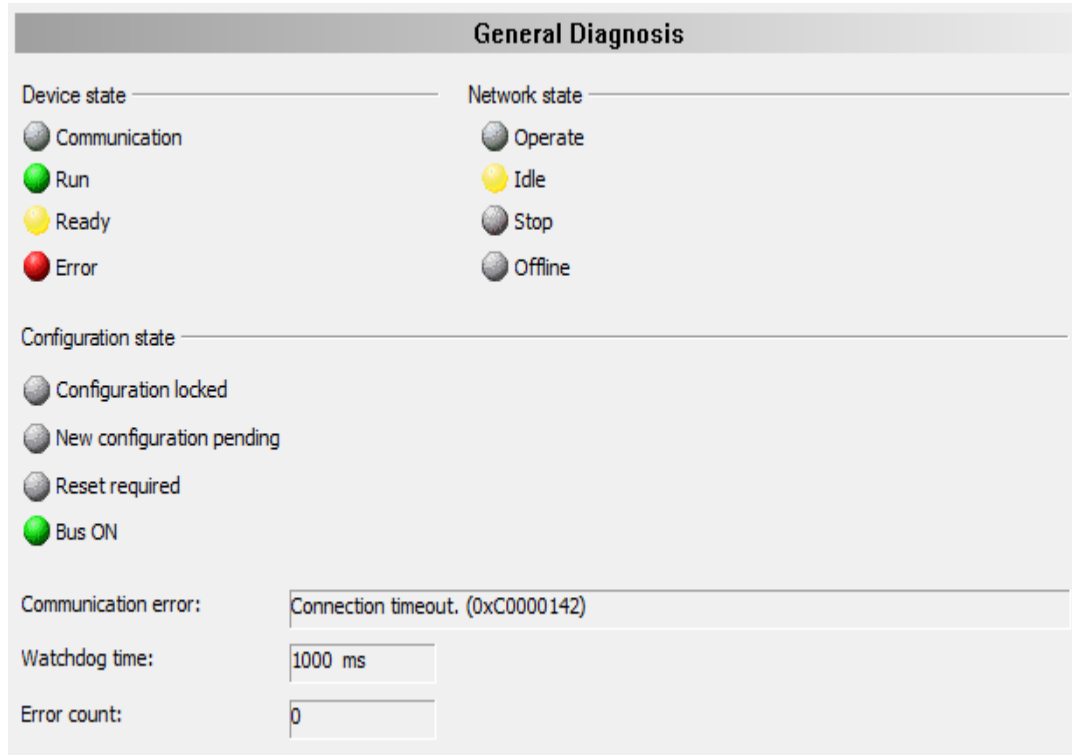 General Diagnosis
Device state
Network state
Communication
Operate
Run
Idle
Ready
Stop
Error
Offline
Configuration state
Configuration locked
New configuration pending
Reset required
Bus ON
Communication error: Connection timeout. (0xC0000142)
Watchdog time: 1000 ms
Error count: 0